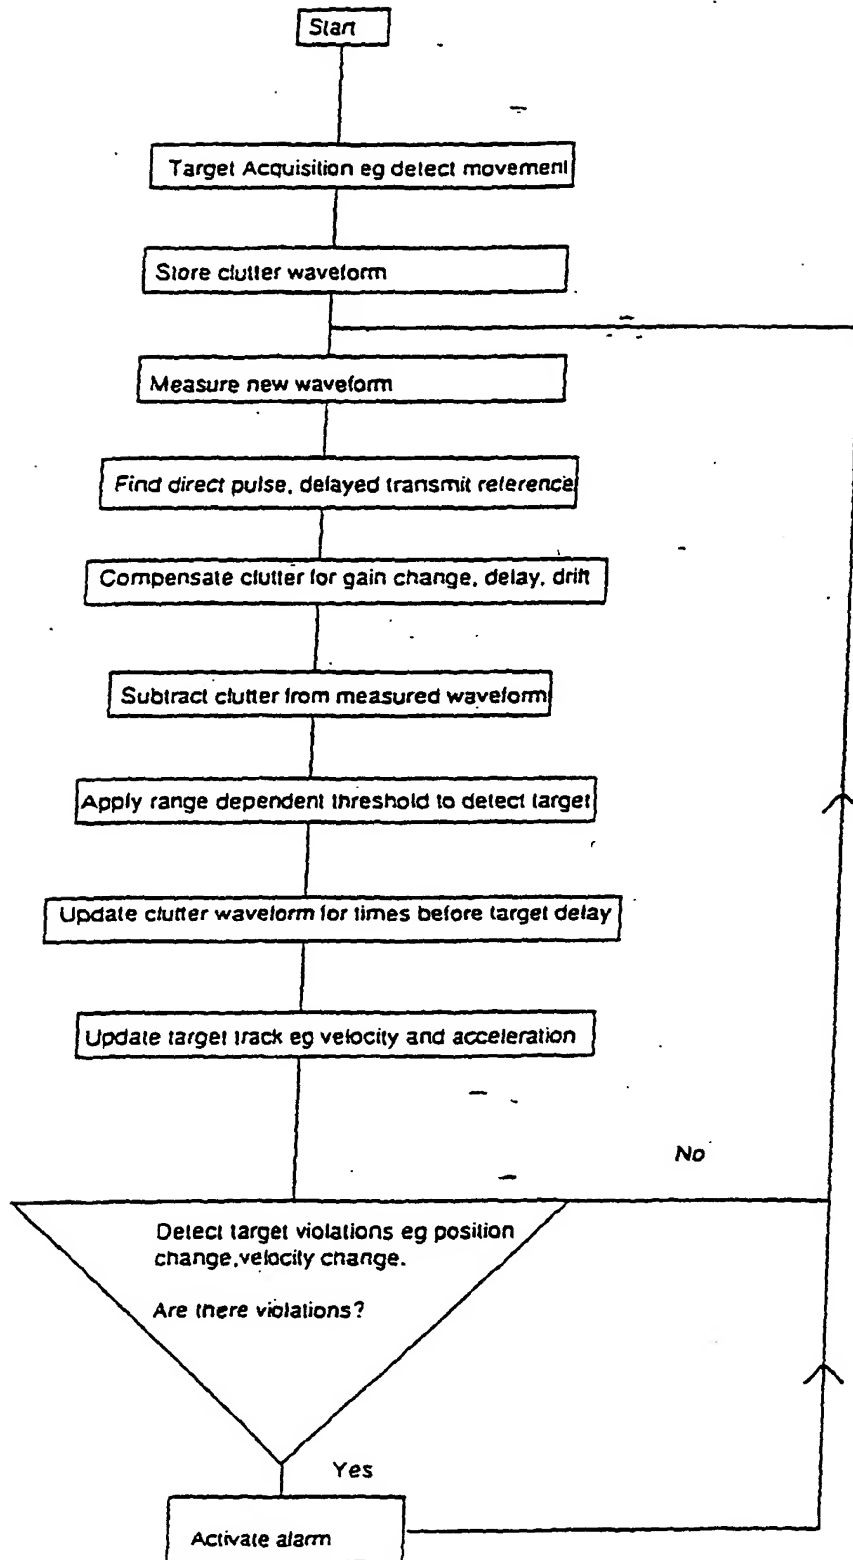 Start
Target Acquisition eg detect movement
Store clutter waveform
Measure new waveform
Find direct pulse, delayed transmit reference
Compensate clutter for gain change, delay, drift
Subtract clutter from measured waveform
Apply range dependent threshold to detect target
Update clutter waveform for times before target delay
Update target track eg velocity and acceleration
No
Detect target violations eg position
change,velocity change.
Are there violations?
Yes
Activate alarm